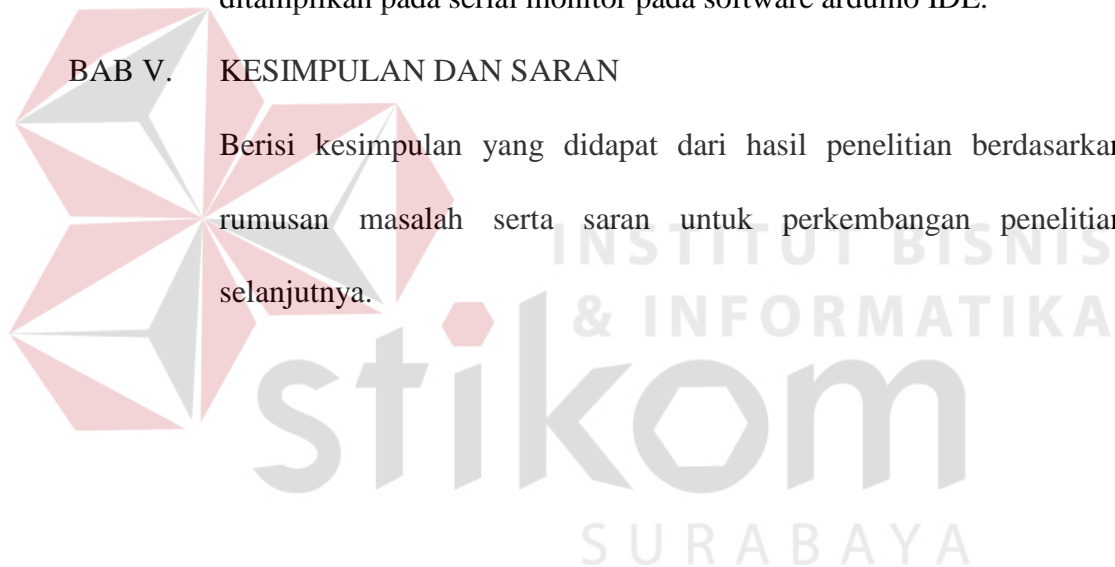 ditampilkan pada serial monitor pada software arduino IDE.
BAB V. KESIMPULAN DAN SARAN
Berisi kesimpulan yang didapat dari hasil penelitian berdasarkan
rumusan masalah serta saran untuk perkembangan penelitian
selanjutnya.
INSTITUT BISNIS
& INFORMATIKA
stikom
SURABAYA